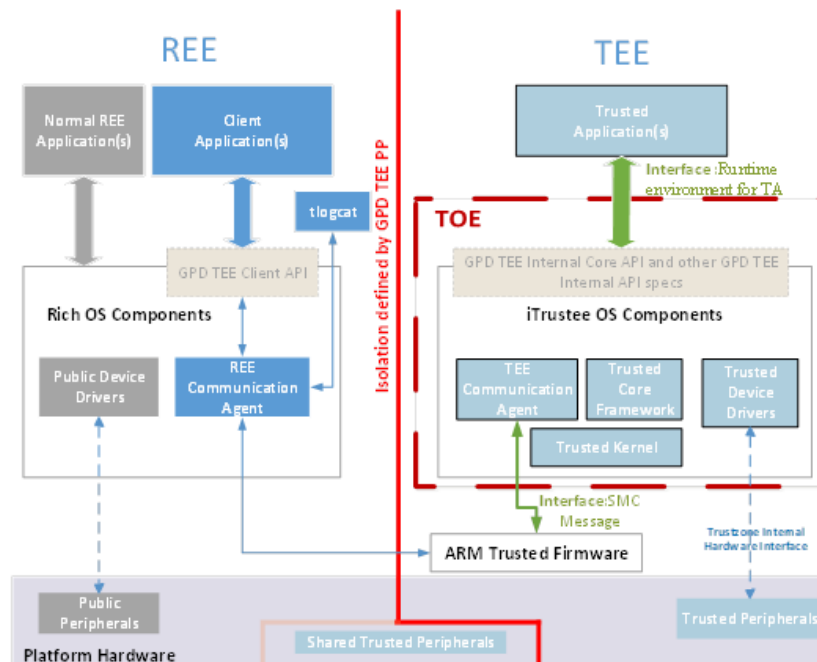 REE
TEE
Normal REE
Application(s)
Client
Application(s)
Trusted
Application(s)
Interface :Runtime
environment for TA
tlogcat
Isolation defined by GPD TEE PP
TOE
GPD TEE Client API
GPD TEE Internal Core API and other GPD TEE
Internal API specs
Rich OS Components
iTrustee OS Components
Public Device
Drivers
REE
Communication
Agent
TEE
Communication
Agent
Trusted
Core
Framework
Trusted
Device
Drivers
Trusted Kernel
Interface:SMC
Message
Trustzone Internal
Hardware Interface
ARM Trusted Firmware
Public
Peripherals
Trusted Peripherals
Shared Trusted Peripherals
Platform Hardware